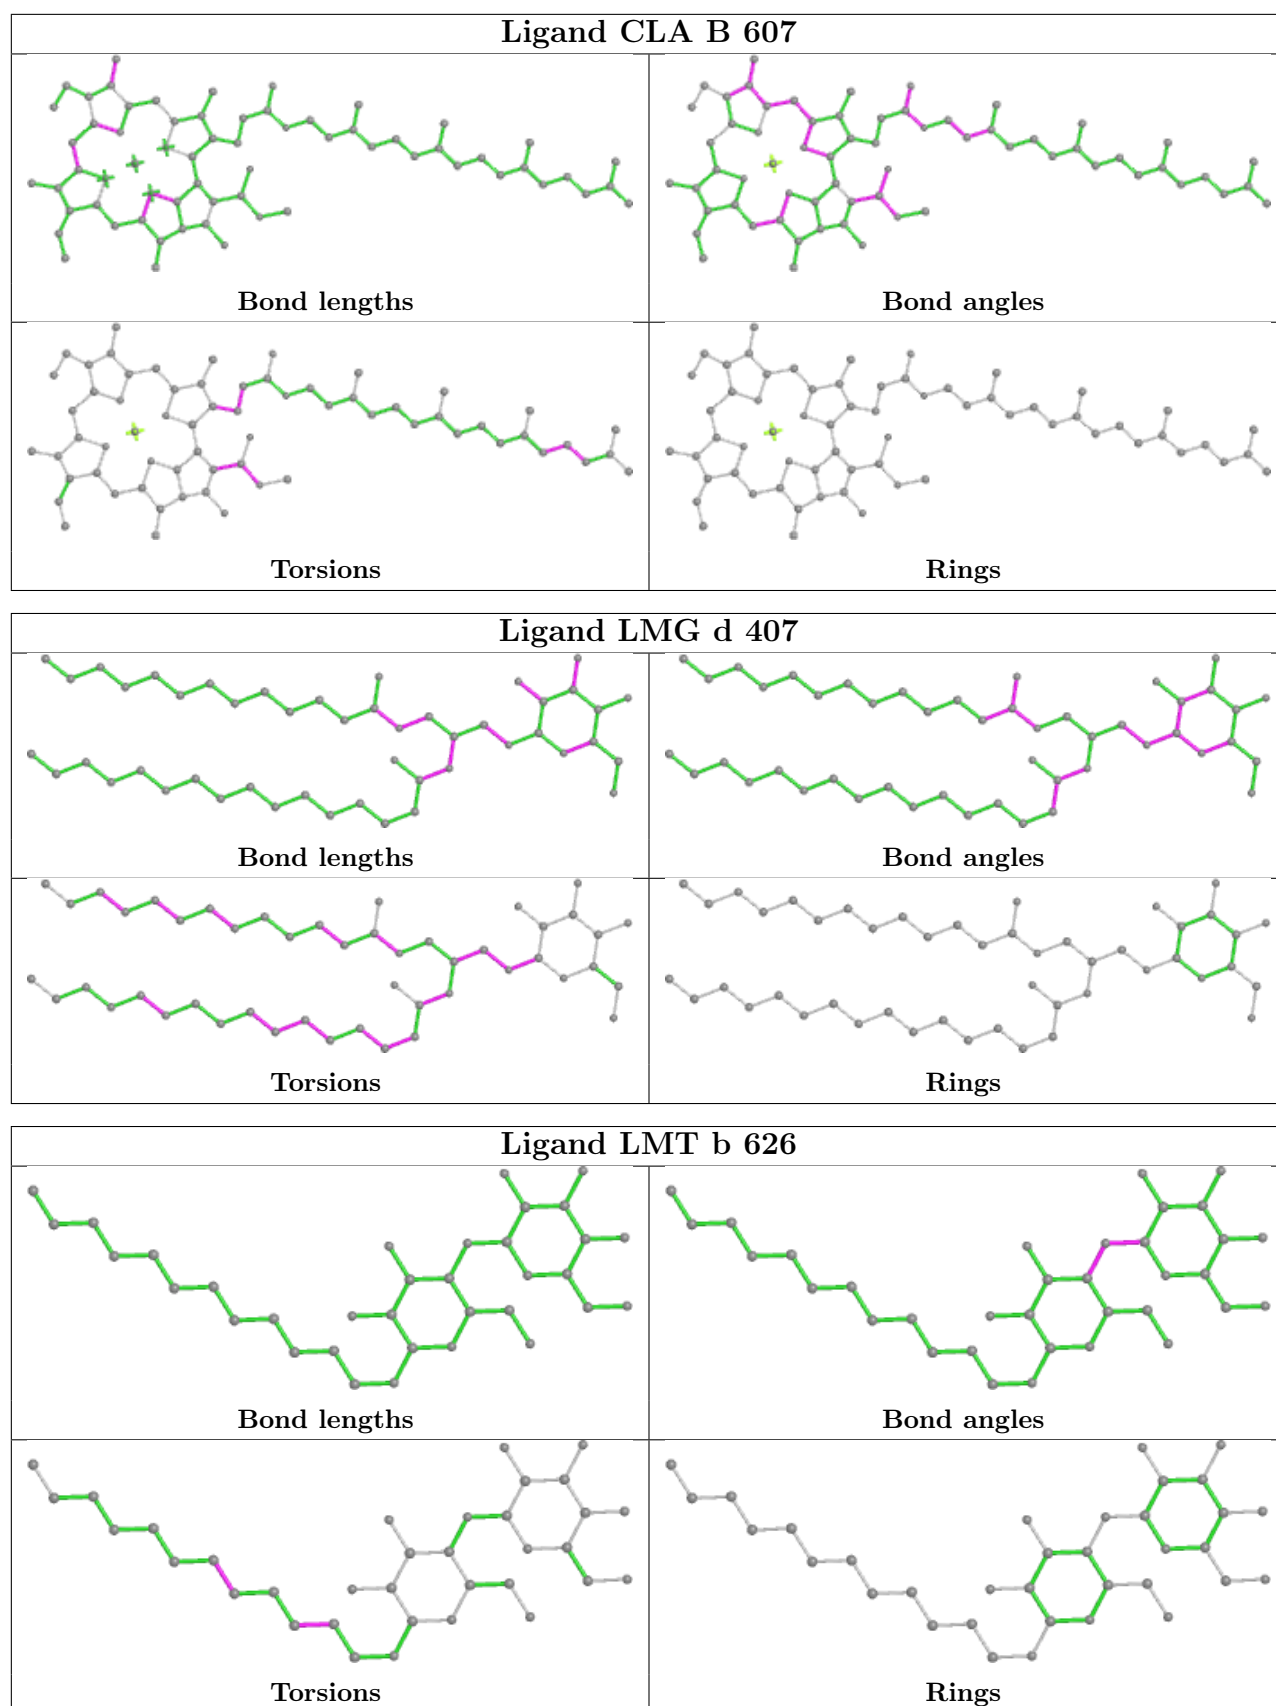 Ligand CLA B 607
Bond lengths
Bond angles
Torsions
Rings
Ligand LMG d 407
Bond lengths
Bond angles
Torsions
Rings
Ligand LMT b 626
Bond lengths
Bond angles
Torsions
Rings